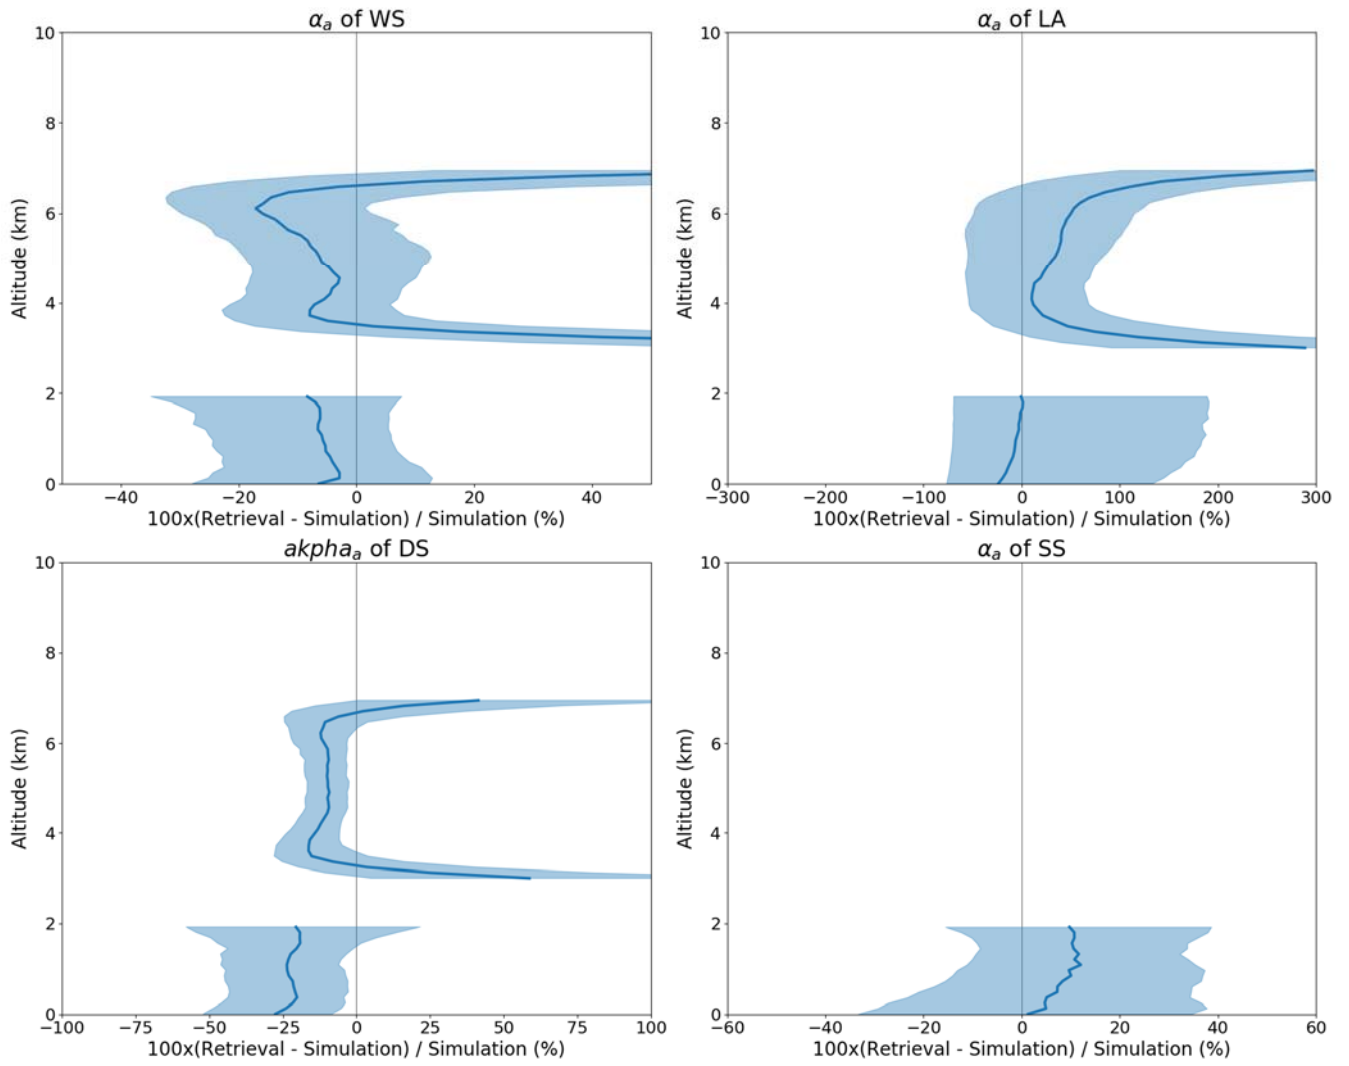 α_a of WS
10
8
6
4
2
0
Altitude (km)
−40 −20 0 20 40
100x(Retrieval - Simulation) / Simulation (%)
α_a of LA
10
8
6
4
2
0
Altitude (km)
−300 −200 −100 0 100 200 300
100x(Retrieval - Simulation) / Simulation (%)
akpha_a of DS
10
8
6
4
2
0
Altitude (km)
−100 −75 −50 −25 0 25 50 75 100
100x(Retrieval - Simulation) / Simulation (%)
α_a of SS
10
8
6
4
2
0
Altitude (km)
−60 −40 −20 0 20 40 60
100x(Retrieval - Simulation) / Simulation (%)